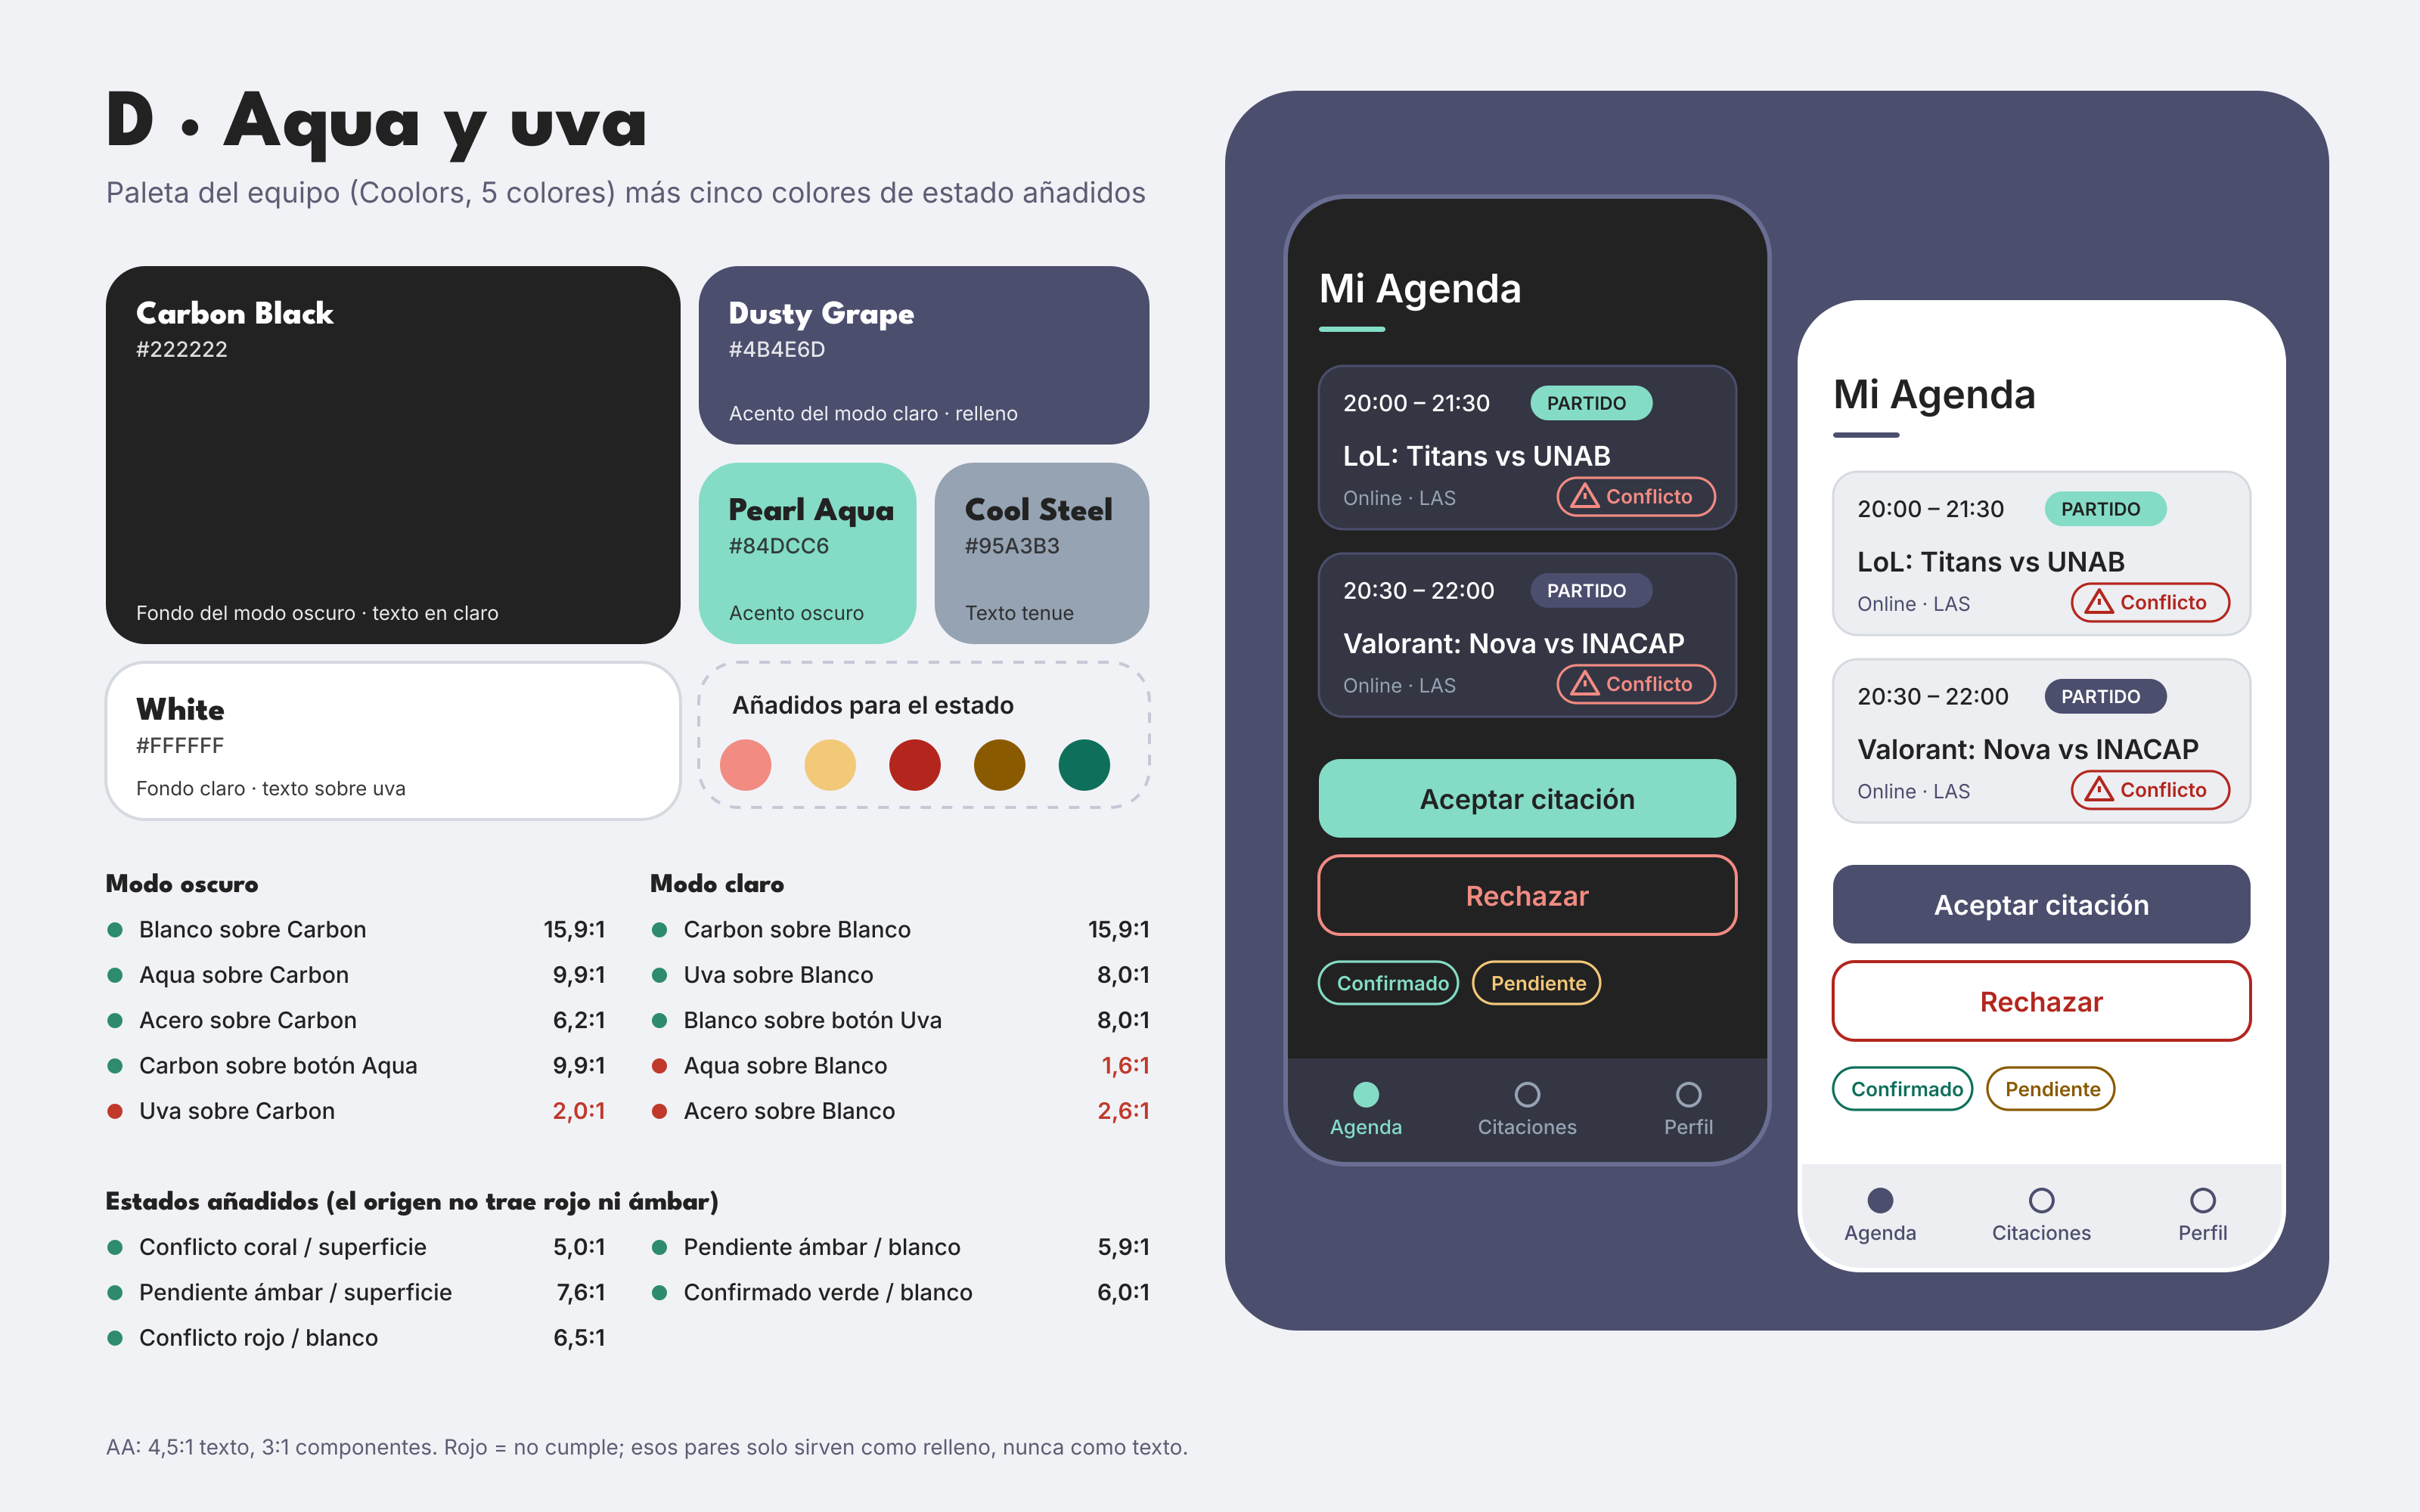 D · Aqua y uva
Paleta del equipo (Coolors, 5 colores) más cinco colores de estado añadidos
Carbon Black
#222222
Fondo del modo oscuro · texto en claro
Dusty Grape
#4B4E6D
Acento del modo claro · relleno
Pearl Aqua
#84DCC6
Acento oscuro
Cool Steel
#95A3B3
Texto tenue
White
#FFFFFF
Fondo claro · texto sobre uva
Añadidos para el estado
Modo oscuro
Blanco sobre Carbon 15,9:1
Aqua sobre Carbon 9,9:1
Acero sobre Carbon 6,2:1
Carbon sobre botón Aqua 9,9:1
Uva sobre Carbon 2,0:1
Modo claro
Carbon sobre Blanco 15,9:1
Uva sobre Blanco 8,0:1
Blanco sobre botón Uva 8,0:1
Aqua sobre Blanco 1,6:1
Acero sobre Blanco 2,6:1
Estados añadidos (el origen no trae rojo ni ámbar)
Conflicto coral / superficie 5,0:1
Pendiente ámbar / superficie 7,6:1
Conflicto rojo / blanco 6,5:1
Pendiente ámbar / blanco 5,9:1
Confirmado verde / blanco 6,0:1
AA: 4,5:1 texto, 3:1 componentes. Rojo = no cumple; esos pares solo sirven como relleno, nunca como texto.
Mi Agenda
20:00 – 21:30 PARTIDO
LoL: Titans vs UNAB
Online · LAS Conflicto
20:30 – 22:00 PARTIDO
Valorant: Nova vs INACAP
Online · LAS Conflicto
Aceptar citación
Rechazar
Confirmado Pendiente
Agenda Citaciones Perfil
Mi Agenda
20:00 – 21:30 PARTIDO
LoL: Titans vs UNAB
Online · LAS Conflicto
20:30 – 22:00 PARTIDO
Valorant: Nova vs INACAP
Online · LAS Conflicto
Aceptar citación
Rechazar
Confirmado Pendiente
Agenda Citaciones Perfil